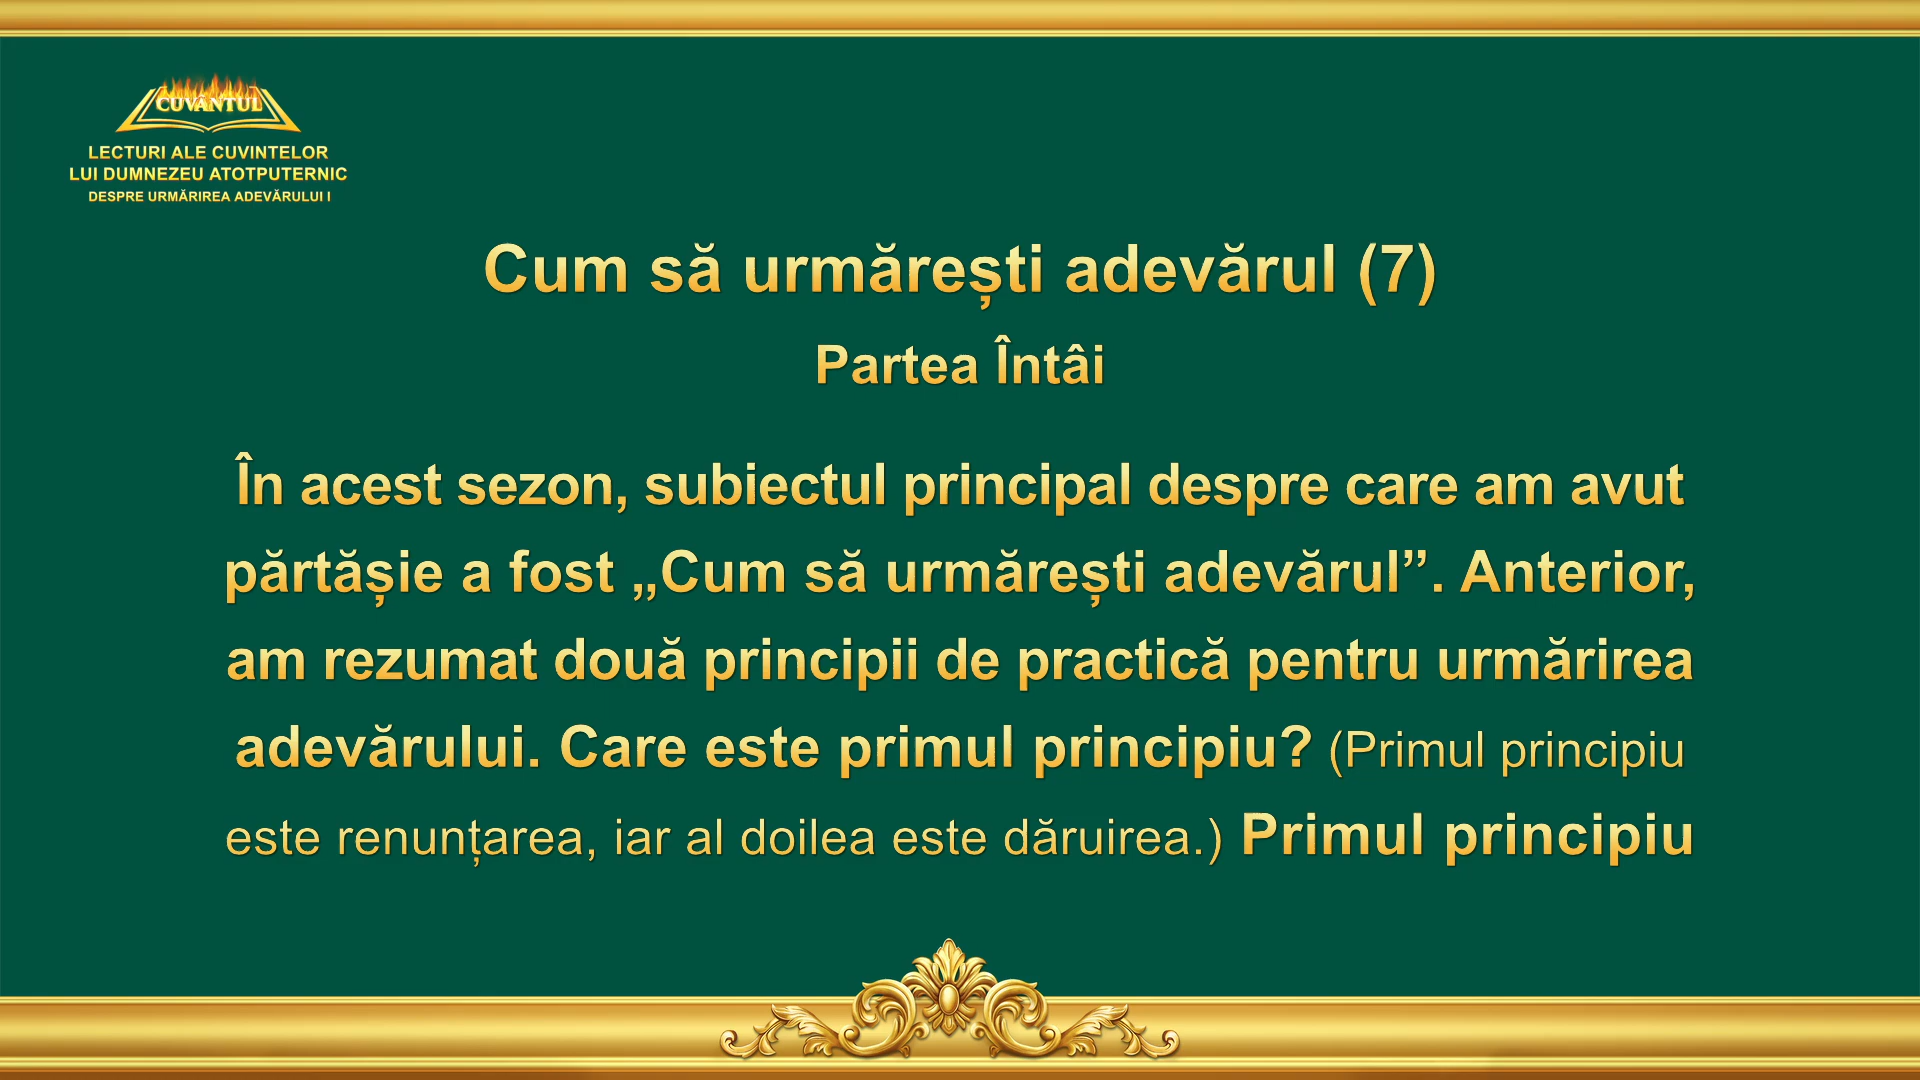 CUVÂNTUL
LECTURI ALE CUVINTELOR
LUI DUMNEZEU ATOTPUTERNIC
DESPRE URMĂRIREA ADEVĂRULUI I
Cum să urmărești adevărul (7)
Partea Întâi
În acest sezon, subiectul principal despre care am avut
părtășie a fost „Cum să urmărești adevărul”. Anterior,
am rezumat două principii de practică pentru urmărirea
adevărului. Care este primul principiu? (Primul principiu
este renunțarea, iar al doilea este dăruirea.) Primul principiu